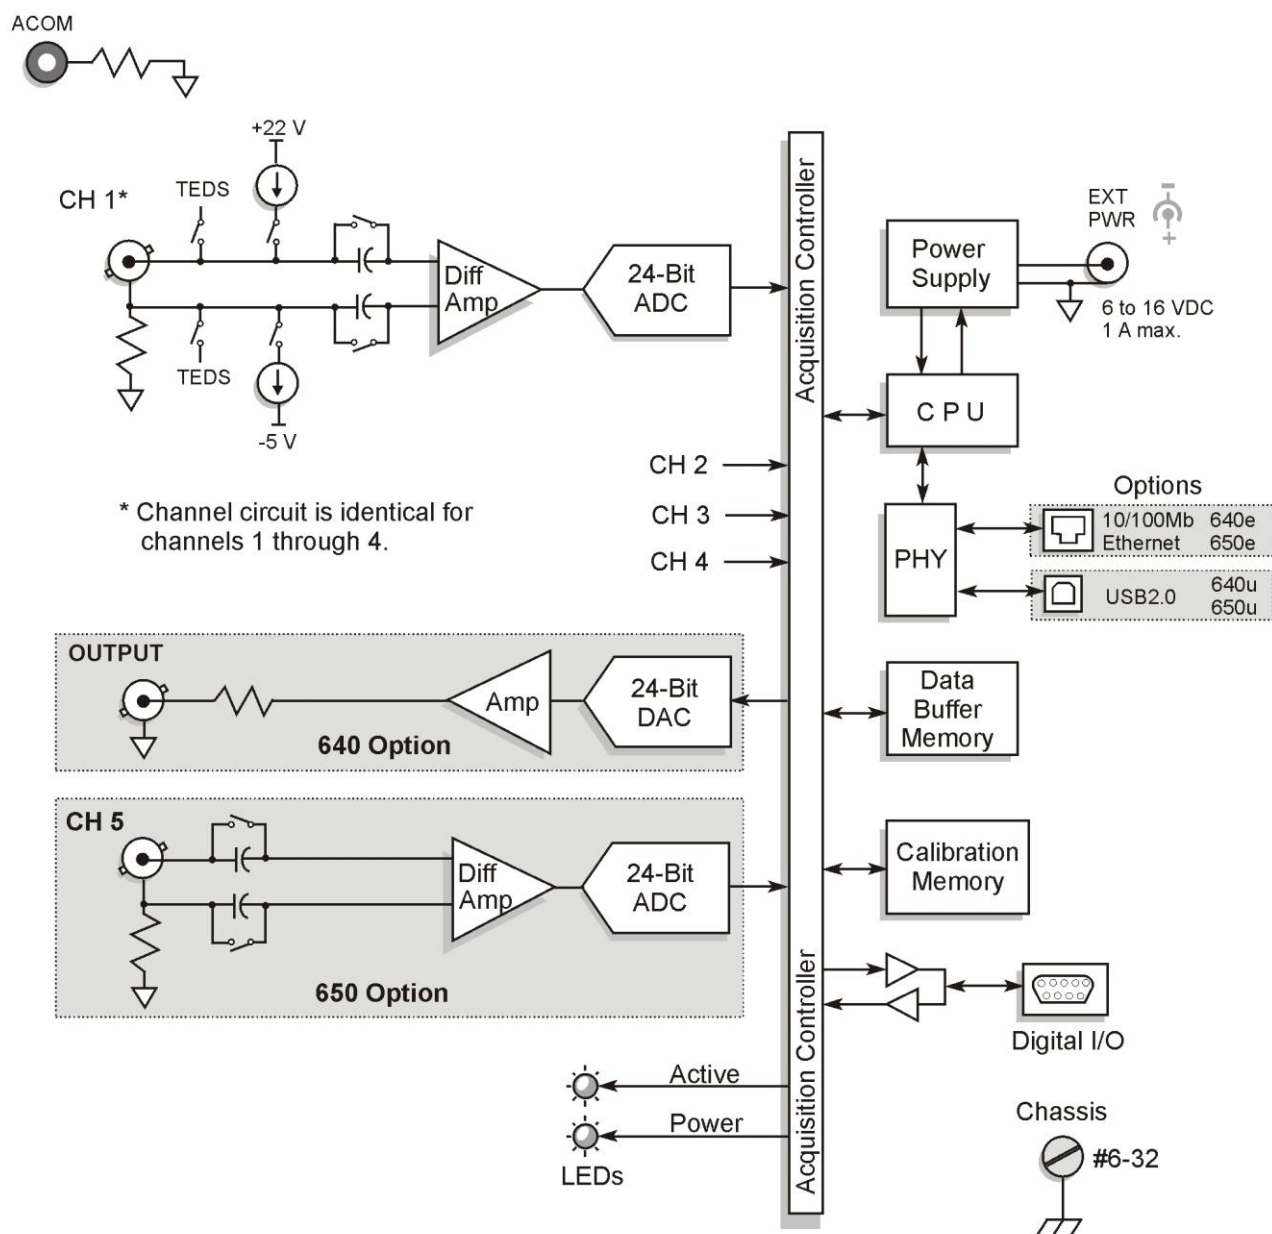 ACOM
+22 V
TEDS
CH 1*
Diff
Amp
24-Bit
ADC
TEDS
-5 V
* Channel circuit is identical for
channels 1 through 4.
CH 2
CH 3
CH 4
Acquisition Controller
Power
Supply
EXT
PWR
6 to 16 VDC
1 A max.
C P U
PHY
Options
10/100Mb 640e
Ethernet 650e
USB2.0
640u
650u
OUTPUT
Amp
24-Bit
DAC
640 Option
Data
Buffer
Memory
CH 5
Diff
Amp
24-Bit
ADC
650 Option
Calibration
Memory
Acquisition Controller
Digital I/O
Active
Power
LEDs
Chassis
#6-32